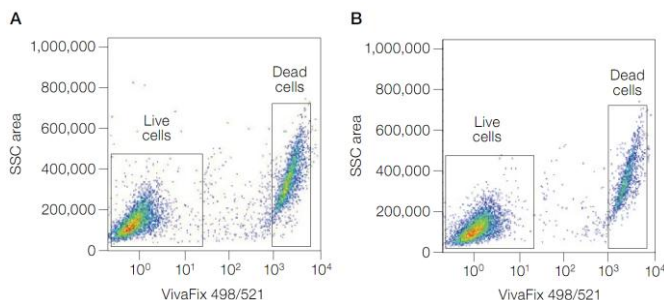 A
B
1,000,000
800,000
600,000
400,000
200,000
0
SSC area
Live
cells
Dead
cells
10⁰
10¹
10²
10³
10⁴
VivaFix 498/521
1,000,000
800,000
600,000
400,000
200,000
0
SSC area
Live
cells
Dead
cells
10⁰
10¹
10²
10³
10⁴
VivaFix 498/521